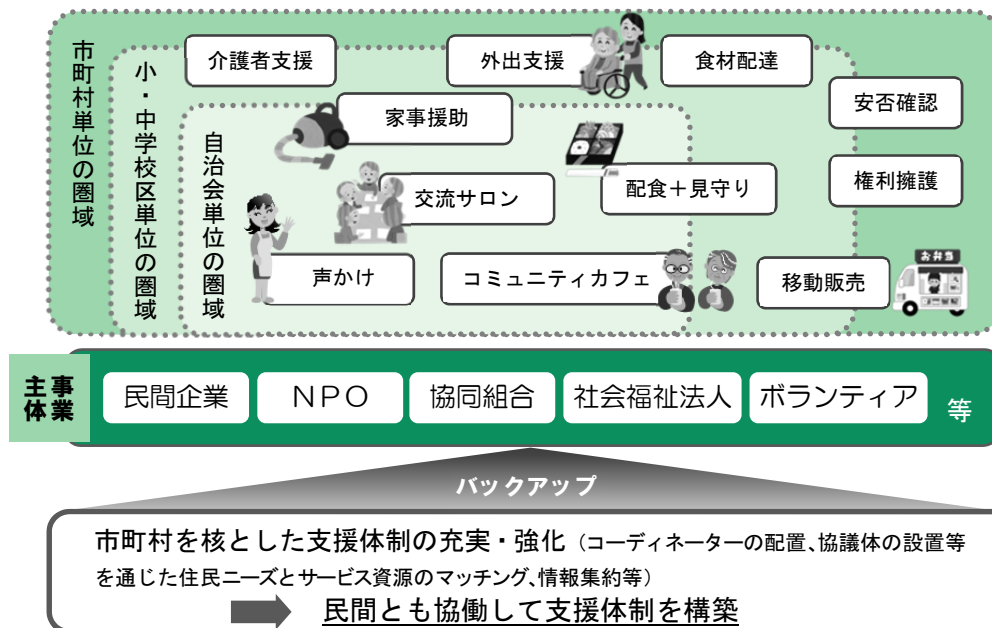 市町村単位の圏域
小・中学校区単位の圏域
自治会単位の圏域
介護者支援
外出支援
食材配達
安否確認
家事援助
権利擁護
交流サロン
配食＋見守り
声かけ
コミュニティカフェ
移動販売
お弁当
事業主体
民間企業
ＮＰＯ
協同組合
社会福祉法人
ボランティア
等
バックアップ
市町村を核とした支援体制の充実・強化（コーディネーターの配置、協議体の設置等
を通じた住民ニーズとサービス資源のマッチング、情報集約等）
民間とも協働して支援体制を構築